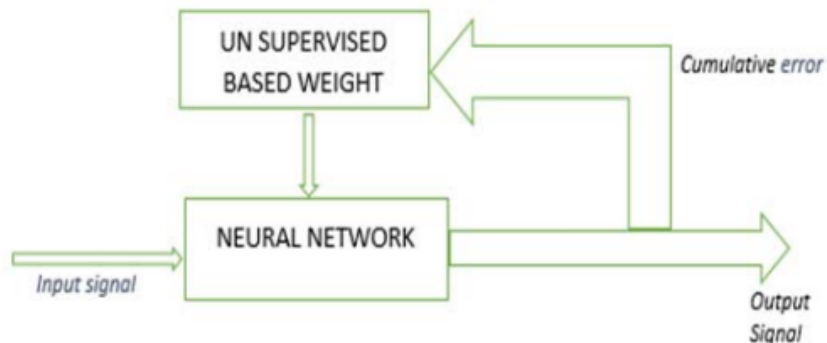 UN SUPERVISED
BASED WEIGHT
Cumulative error
NEURAL NETWORK
Input signal
Output
Signal